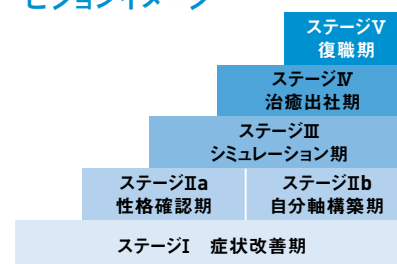 ビジョンイメージ
ステージⅤ
復職期
ステージⅣ
治癒出社期
ステージⅢ
シミュレーション期
ステージⅡa
性格確認期
ステージⅡb
自分軸構築期
ステージⅠ 症状改善期